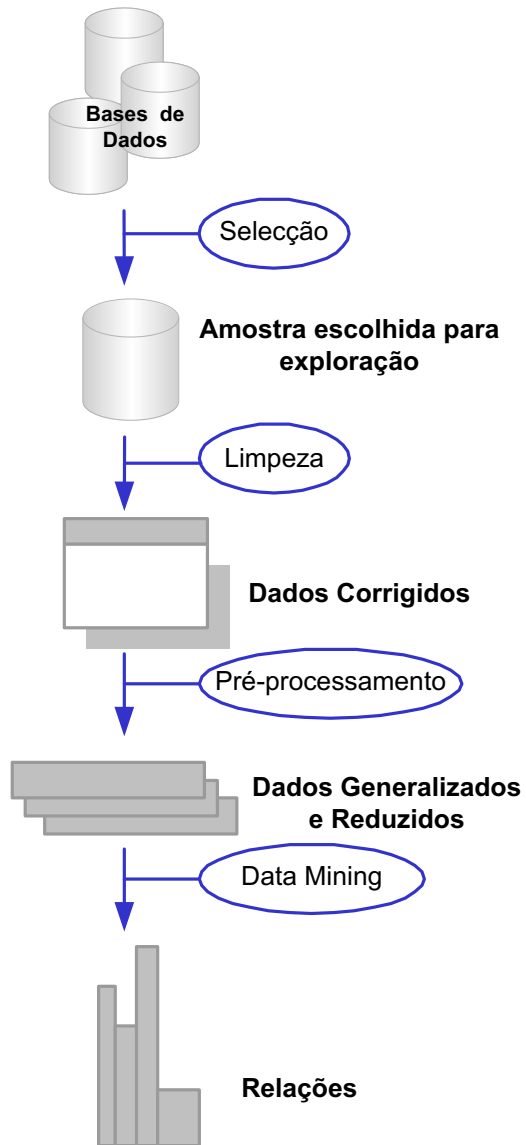 Bases de
Dados
Selecção
Amostra escolhida para
exploração
Limpeza
Dados Corrigidos
Pré-processamento
Dados Generalizados
e Reduzidos
Data Mining
Relações